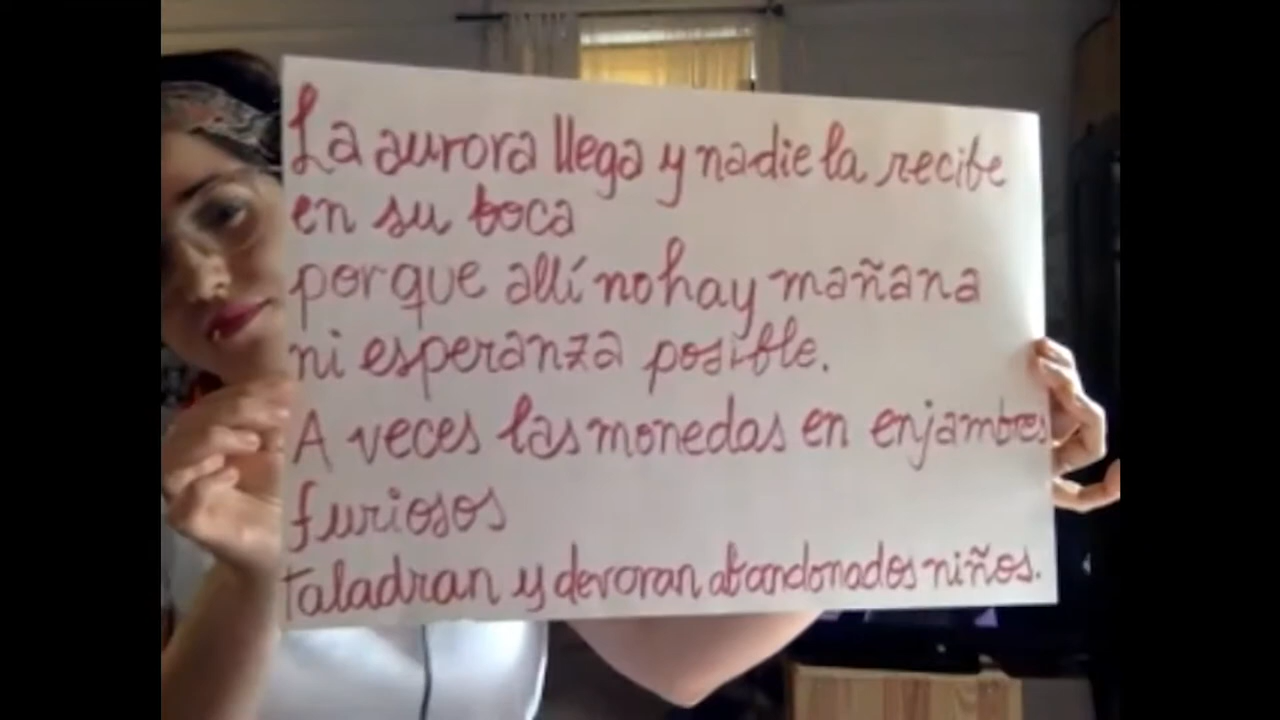 La aurora llega y nadie la recibe
en su boca
porque allí no hay mañana
ni esperanza posible.
A veces las monedas en enjambres
furiosos
taladran y devoran abandonados niños.